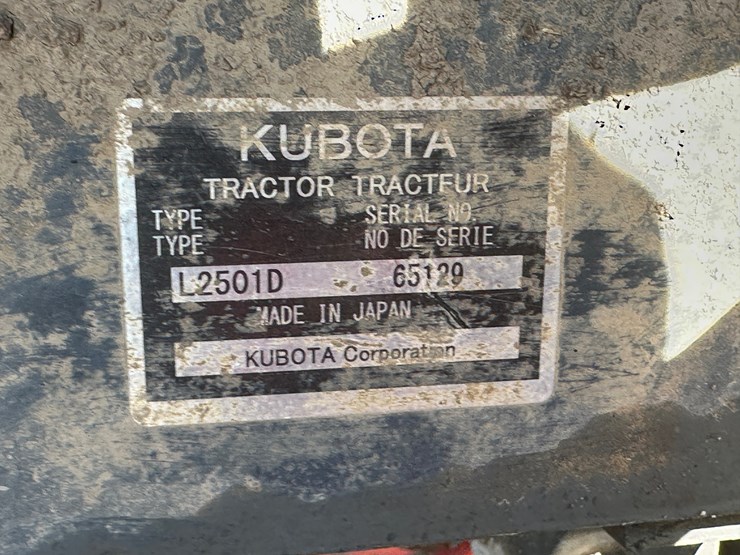 KUBOTA
TRACTOR TRACTEUR
TYPE SERIAL NO.
TYPE NO DE SERIE
L2501D 65129
MADE IN JAPAN
KUBOTA Corporation